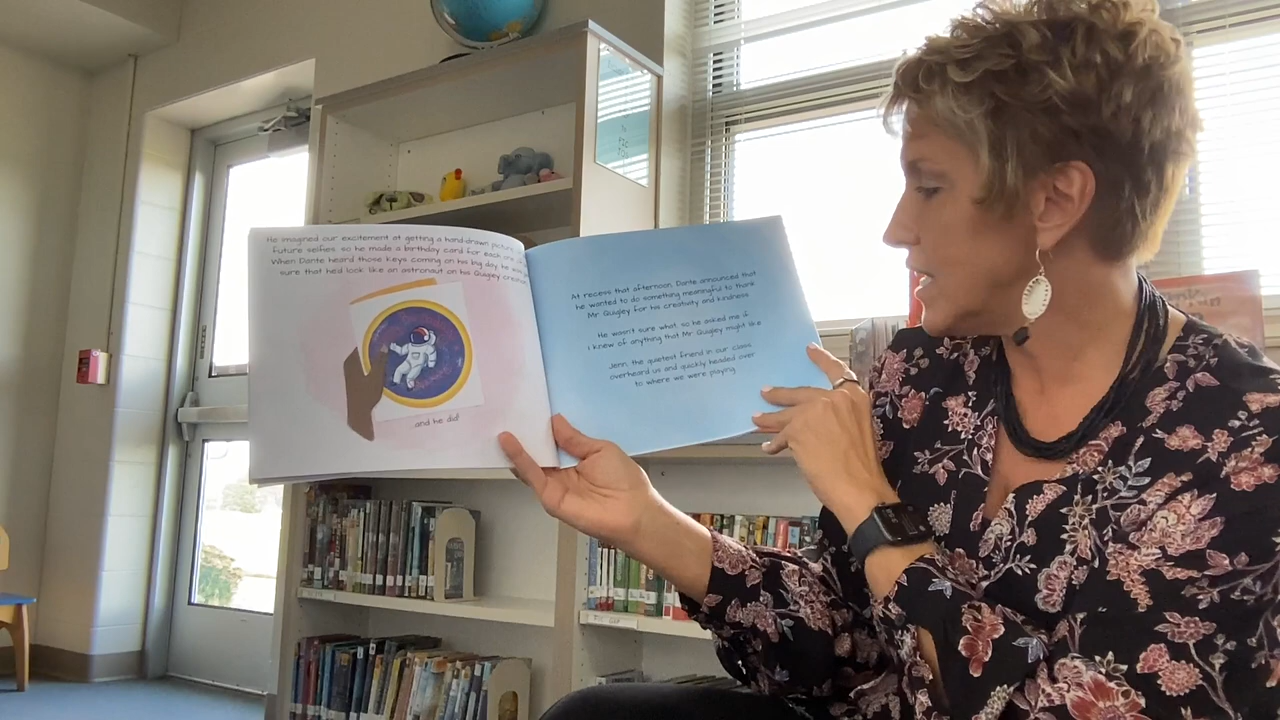 He imagined our excitement at getting a hand-drawn picture
future selfies, so he made a birthday card for each one
When Dante heard those keys coming on his big day, he
sure that he'd look like an astronaut on his Quigley
and he did!
At recess that afternoon, Dante announced that
he wanted to do something meaningful to thank
Mr Quigley for his creativity and kindness
He wasn't sure what, so he asked me if
I knew of anything that Mr Quigley might like
Jenn, the quietest friend in our class,
overheard us and quickly headed over
to where we were playing